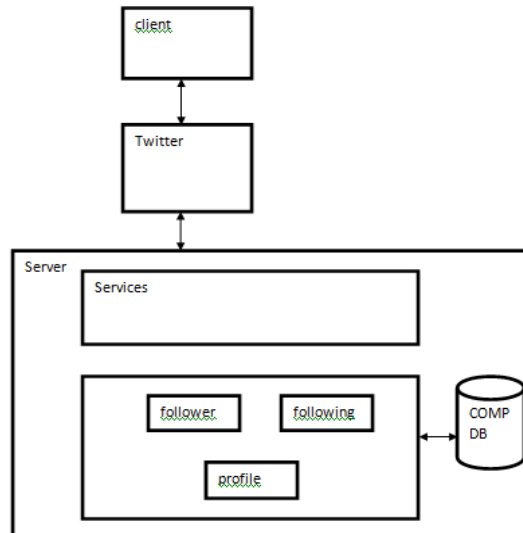 client
Twitter
Server
Services
follower
following
profile
COMP
DB